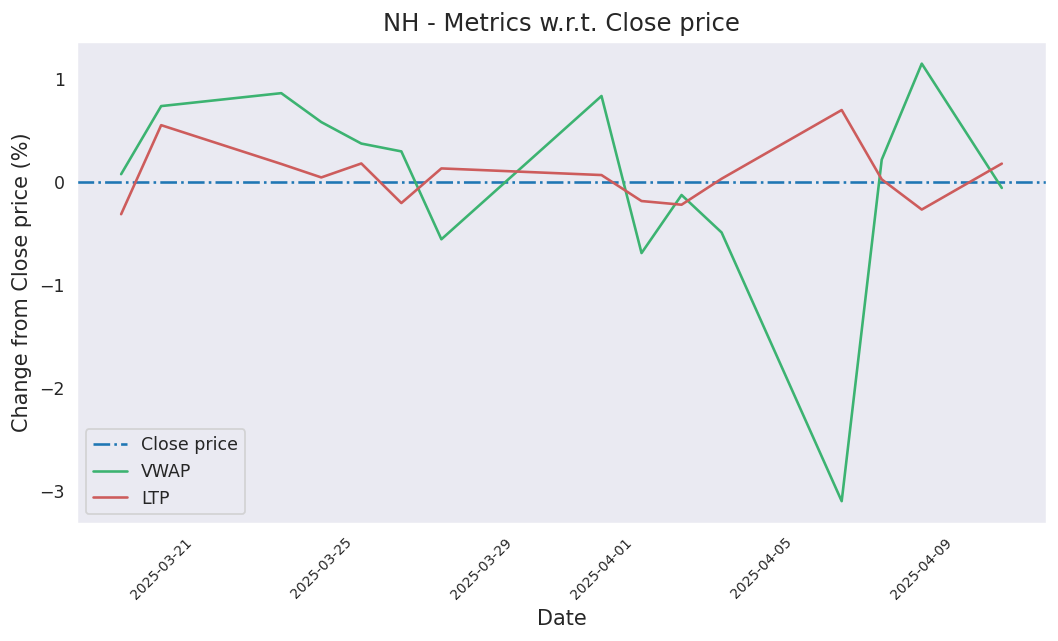 NH - Metrics w.r.t. Close price
Change from Close price (%)
1
0
−1
−2
−3
Close price
VWAP
LTP
2025-03-21
2025-03-25
2025-03-29
2025-04-01
2025-04-05
2025-04-09
Date